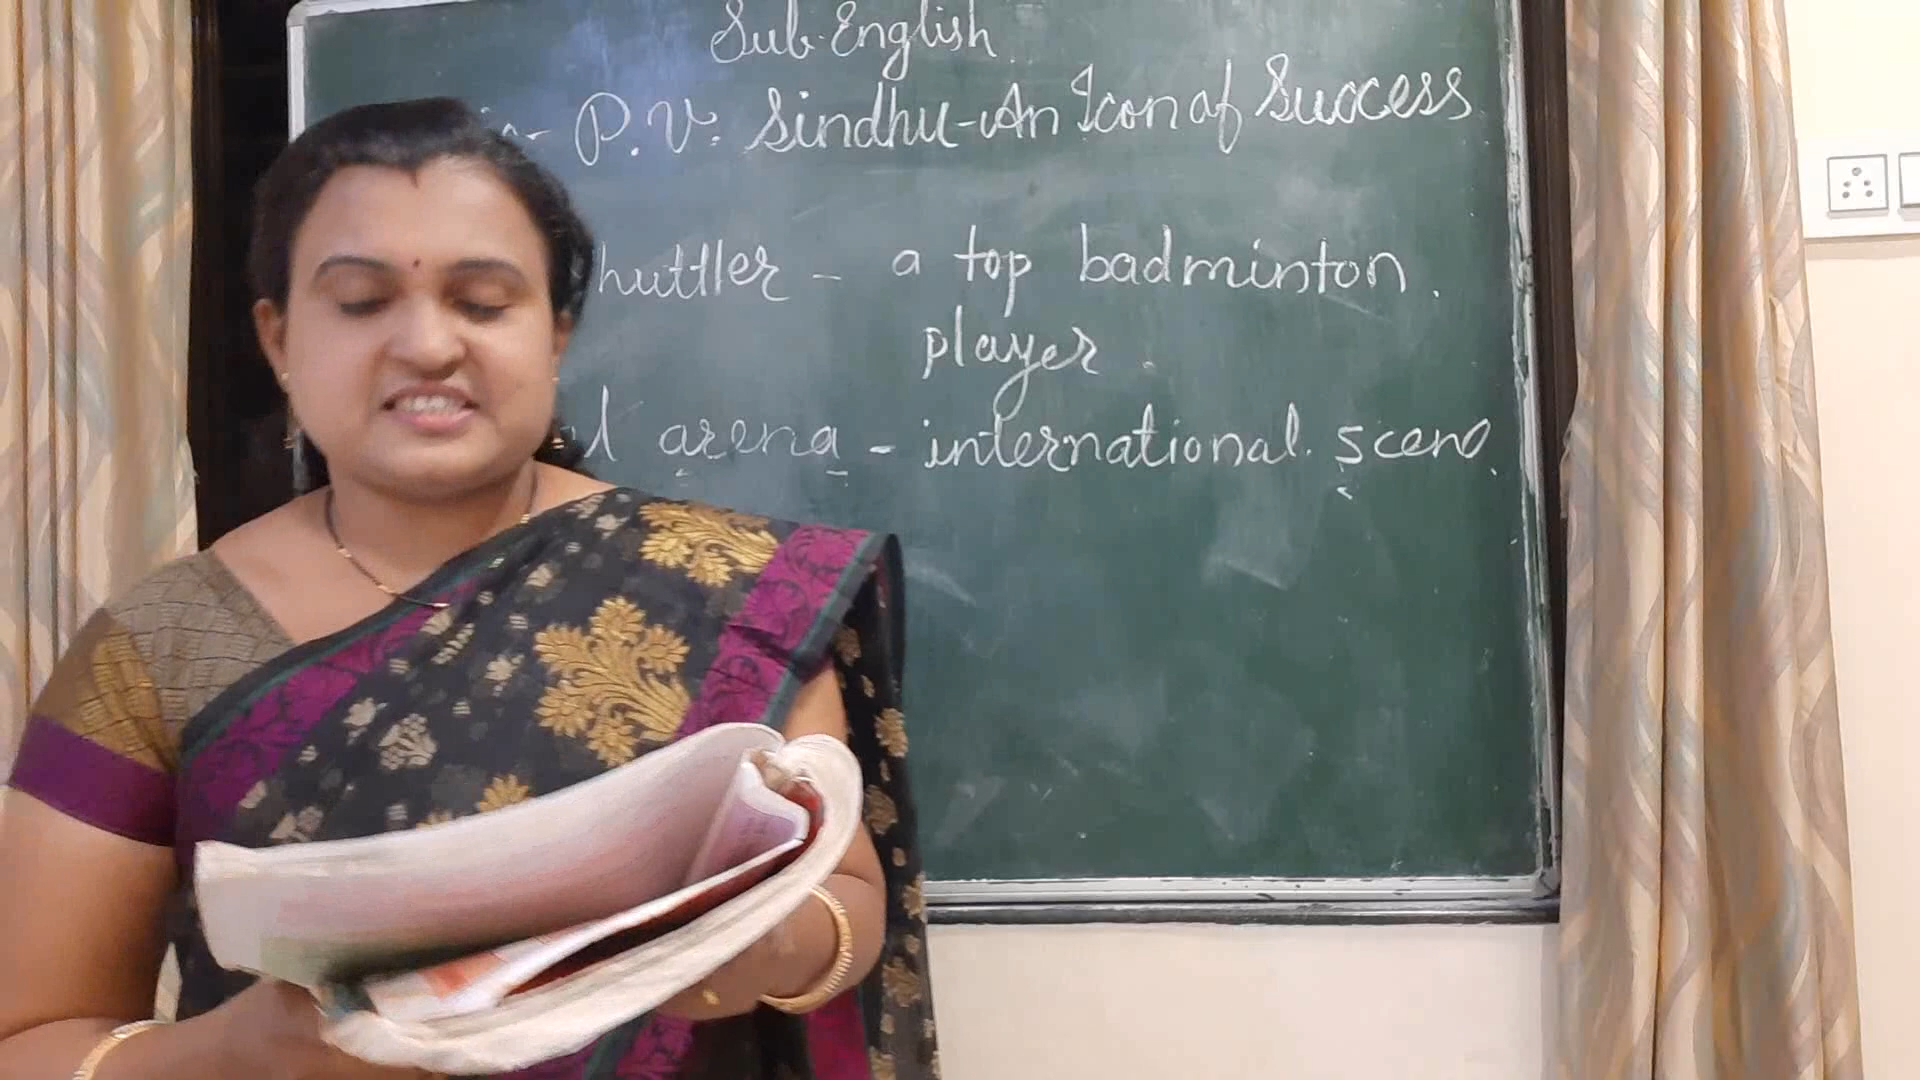 Sub. English
P. V. Sindhu - An Icon of Success
huttler - a top badminton
player
l arena - international scene